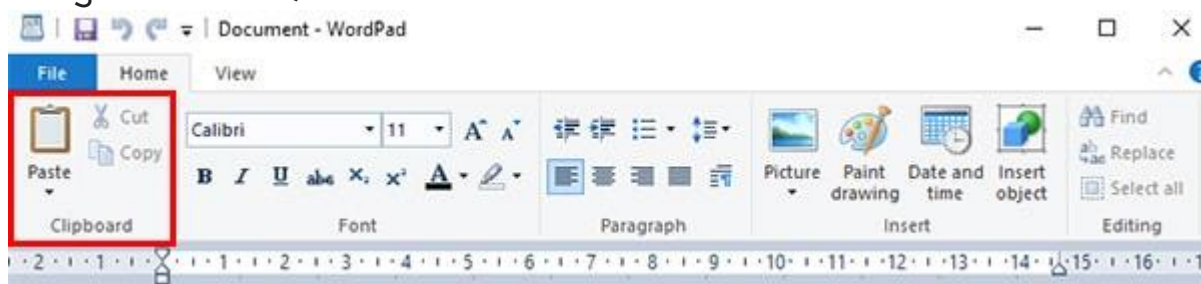 Document - WordPad
File Home View
Paste
Cut
Copy
Clipboard
Calibri 11 A A
B I U abc X₂ X² A
Font
Paragraph
Picture
Paint drawing
Date and time
Insert object
Insert
Find
Replace
Select all
Editing
2 1 1 2 3 4 5 6 7 8 9 10 11 12 13 14 15 16